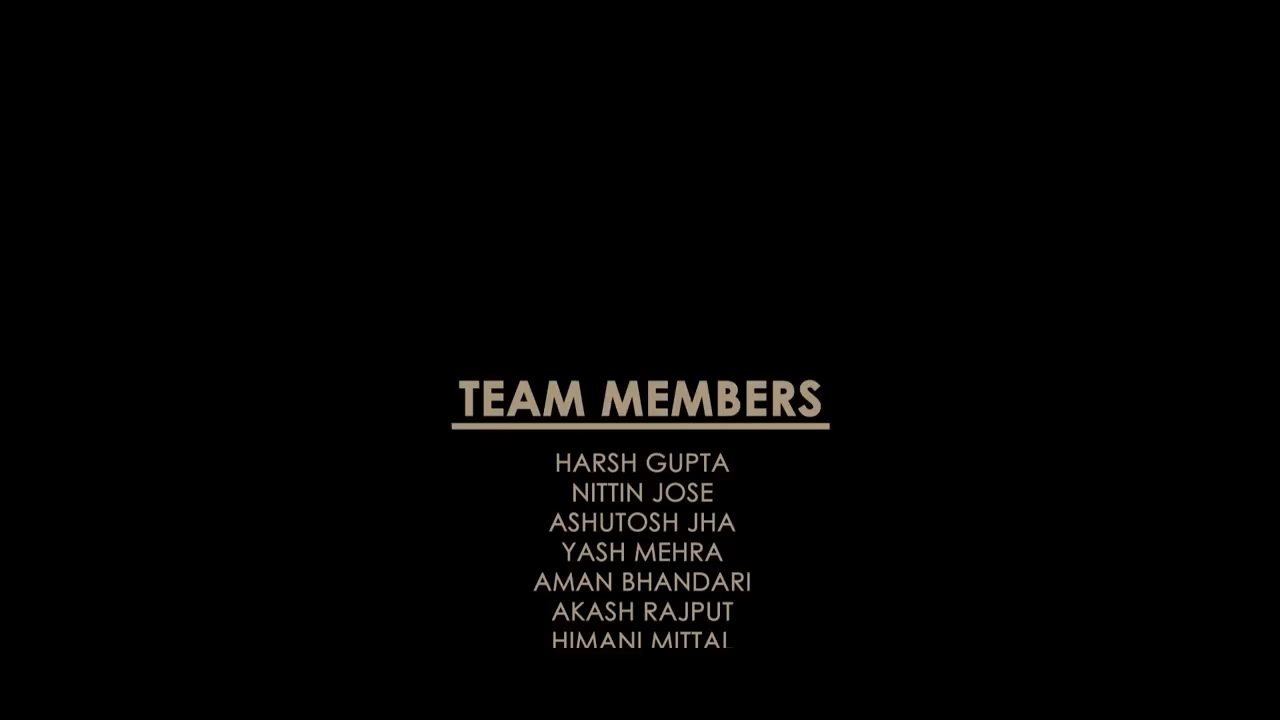 TEAM MEMBERS
HARSH GUPTA
NITTIN JOSE
ASHUTOSH JHA
YASH MEHRA
AMAN BHANDARI
AKASH RAJPUT
HIMANI MITTAL